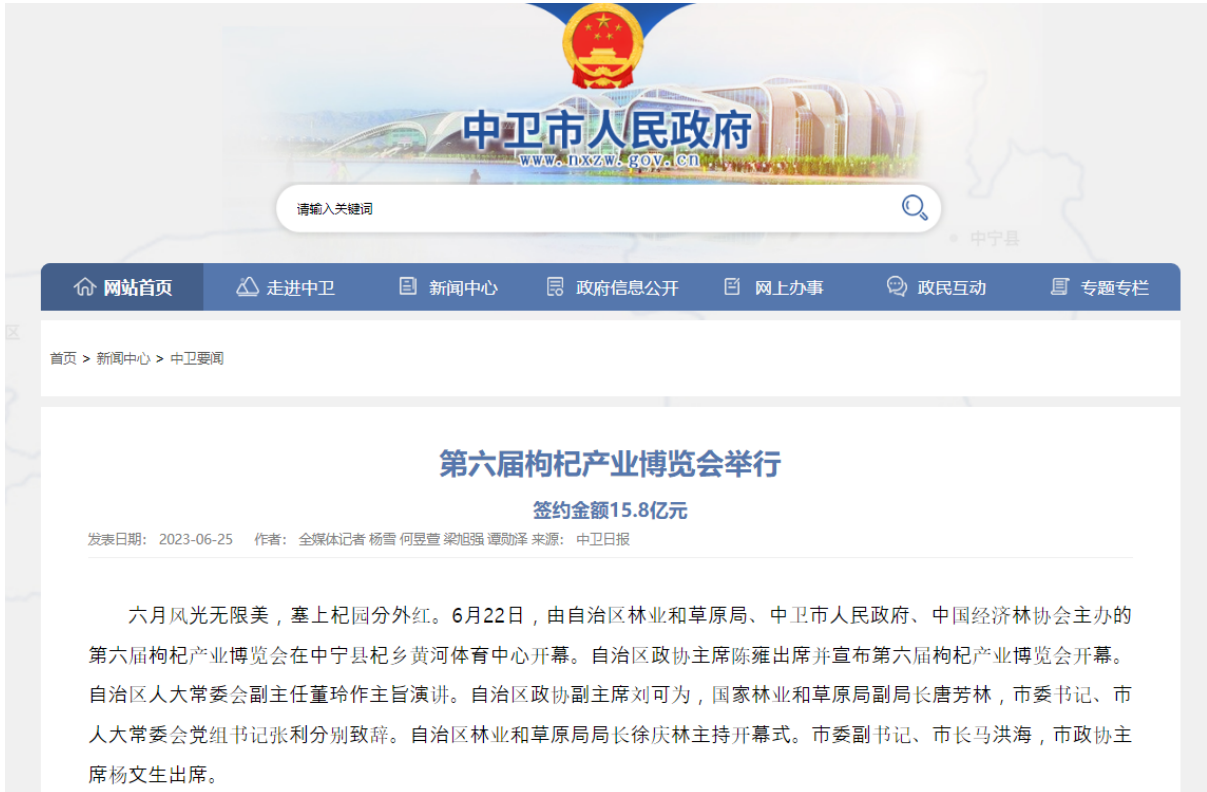 中卫市人民政府
www.nxzw.gov.cn
请输入关键词
中宁县
网站首页 走进中卫 新闻中心 政府信息公开 网上办事 政民互动 专题专栏
区
首页 > 新闻中心 > 中卫要闻
第六届枸杞产业博览会举行
签约金额15.8亿元
发表日期： 2023-06-25 作者： 全媒体记者 杨雪 何昱萱 梁旭强 谭勋泽 来源： 中卫日报
六月风光无限美，塞上杞园分外红。6月22日，由自治区林业和草原局、中卫市人民政府、中国经济林协会主办的
第六届枸杞产业博览会在中宁县杞乡黄河体育中心开幕。自治区政协主席陈雍出席并宣布第六届枸杞产业博览会开幕。
自治区人大常委会副主任董玲作主旨演讲。自治区政协副主席刘可为，国家林业和草原局副局长唐芳林，市委书记、市
人大常委会党组书记张利分别致辞。自治区林业和草原局局长徐庆林主持开幕式。市委副书记、市长马洪海，市政协主
席杨文生出席。